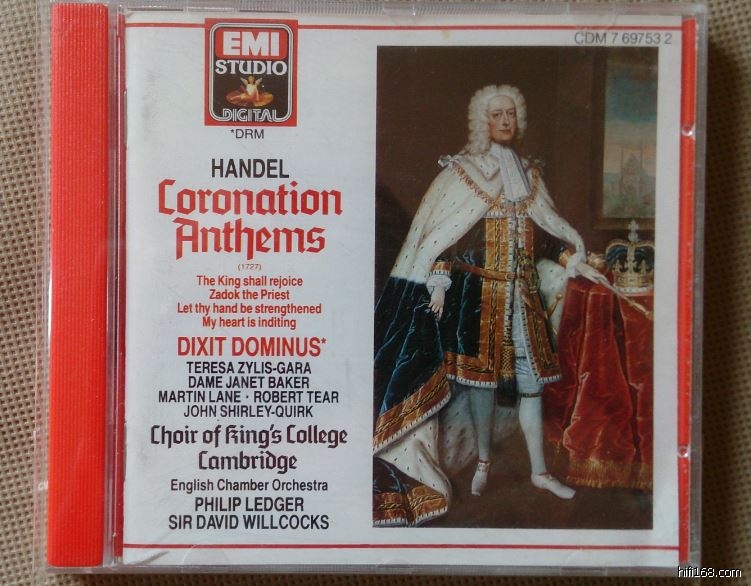 EMI
STUDIO
DIGITAL
*DRM
CDM 7 69753 2
HANDEL
Coronation
Anthems
(1727)
The King shall rejoice
Zadok the Priest
Let thy hand be strengthened
My heart is inditing
DIXIT DOMINUS*
TERESA ZYLIS-GARA
DAME JANET BAKER
MARTIN LANE · ROBERT TEAR
JOHN SHIRLEY-QUIRK
Choir of King's College
Cambridge
English Chamber Orchestra
PHILIP LEDGER
SIR DAVID WILLCOCKS
hifi168.com